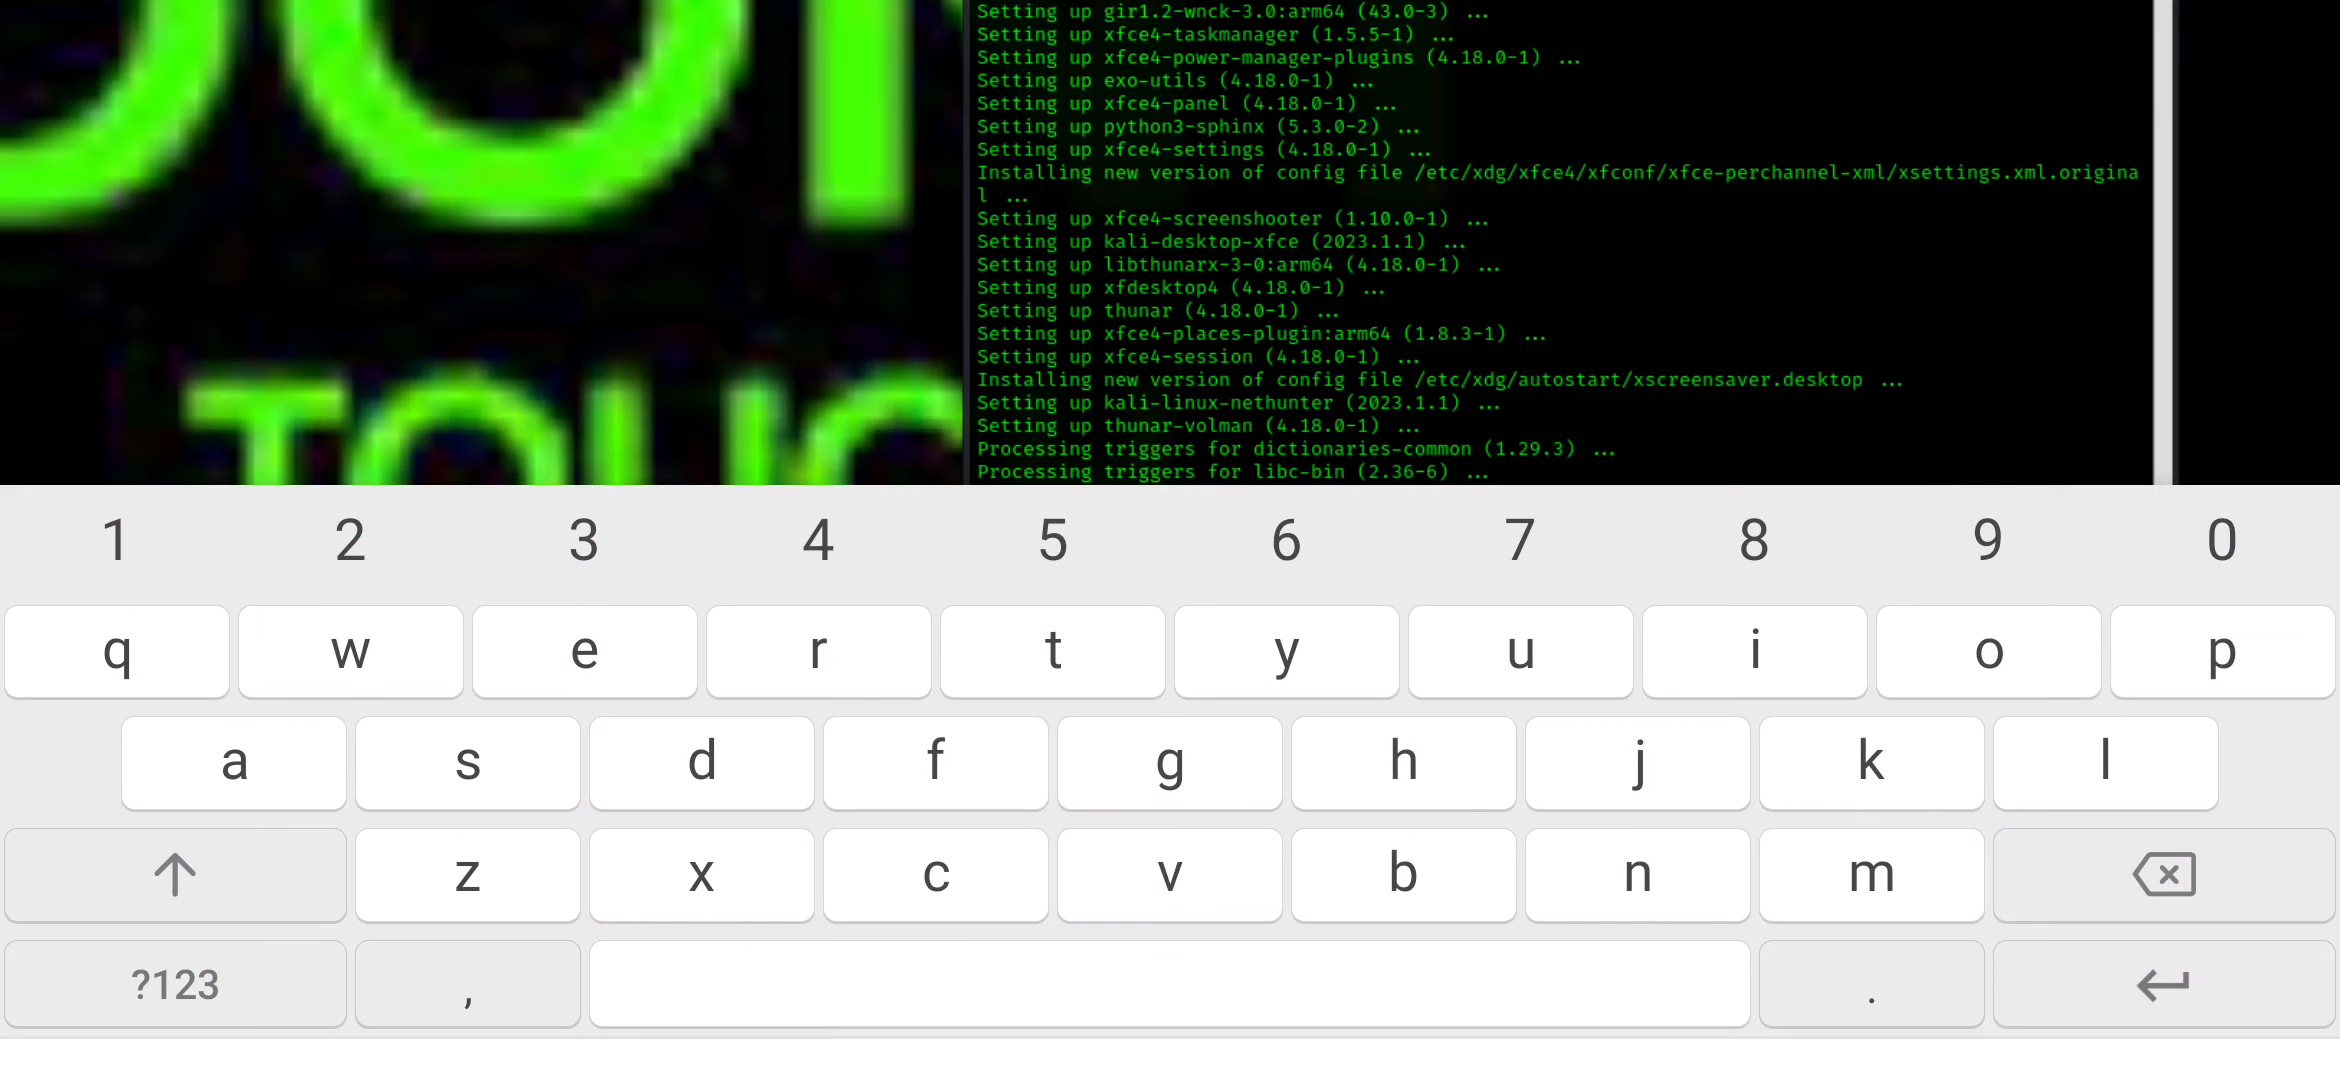 Setting up gir1.2-wnck-3.0:arm64 (43.0-3) ...
Setting up xfce4-taskmanager (1.5.5-1) ...
Setting up xfce4-power-manager-plugins (4.18.0-1) ...
Setting up exo-utils (4.18.0-1) ...
Setting up xfce4-panel (4.18.0-1) ...
Setting up python3-sphinx (5.3.0-2) ...
Setting up xfce4-settings (4.18.0-1) ...
Installing new version of config file /etc/xdg/xfce4/xfconf/xfce-perchannel-xml/xsettings.xml.origina
l ...
Setting up xfce4-screenshooter (1.10.0-1) ...
Setting up kali-desktop-xfce (2023.1.1) ...
Setting up libthunarx-3-0:arm64 (4.18.0-1) ...
Setting up xfdesktop4 (4.18.0-1) ...
Setting up thunar (4.18.0-1) ...
Setting up xfce4-places-plugin:arm64 (1.8.3-1) ...
Setting up xfce4-session (4.18.0-1) ...
Installing new version of config file /etc/xdg/autostart/xscreensaver.desktop ...
Setting up kali-linux-nethunter (2023.1.1) ...
Setting up thunar-volman (4.18.0-1) ...
Processing triggers for dictionaries-common (1.29.3) ...
Processing triggers for libc-bin (2.36-6) ...
1 2 3 4 5 6 7 8 9 0
q w e r t y u i o p
a s d f g h j k l
z x c v b n m
?123 , .